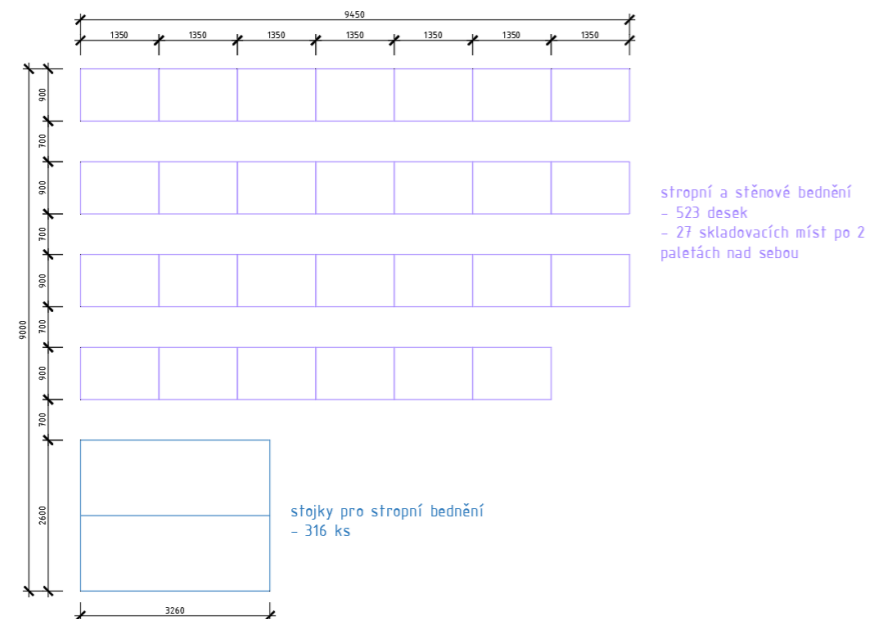 9450
1350 1350 1350 1350 1350 1350 1350
900
700
900
700
900
700
900
700
2600
9000
stropní a stěnové bednění
- 523 desek
- 27 skladovacích míst po 2
paletách nad sebou
stojky pro stropní bednění
- 316 ks
3260